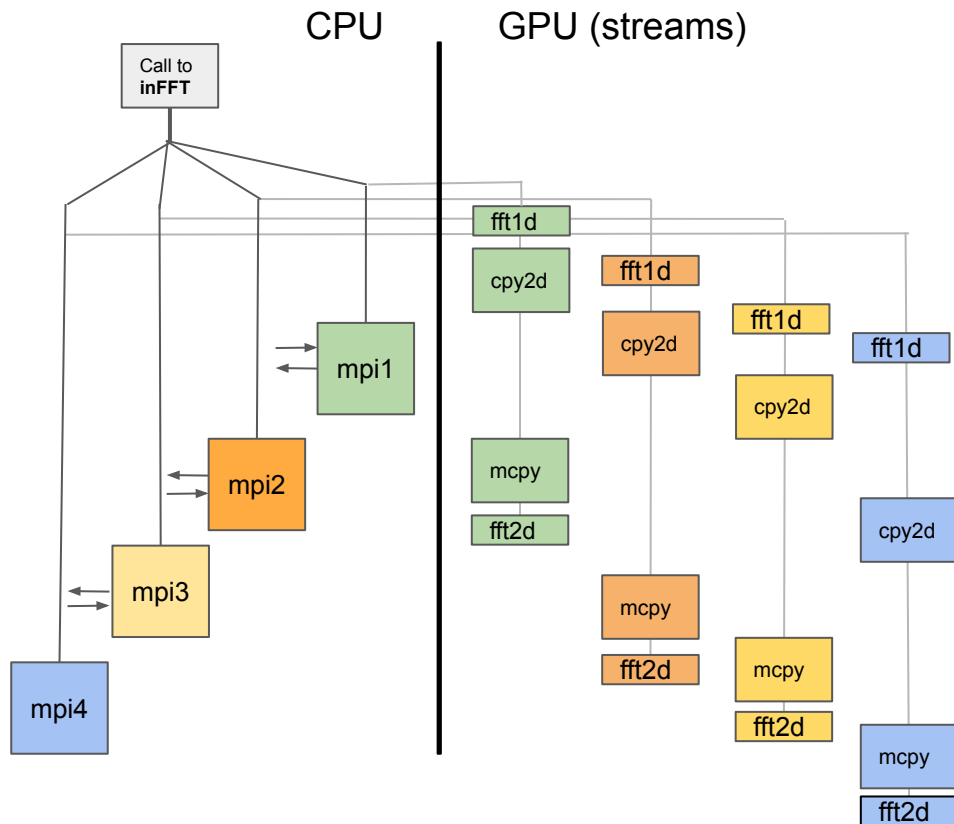 CPU
GPU (streams)
Call to
inFFT
fft1d
cpy2d
fft1d
fft1d
cpy2d
fft1d
mpi1
cpy2d
mcpy
mpi2
fft2d
cpy2d
mpi3
mcpy
fft2d
mcpy
mpi4
fft2d
mcpy
fft2d